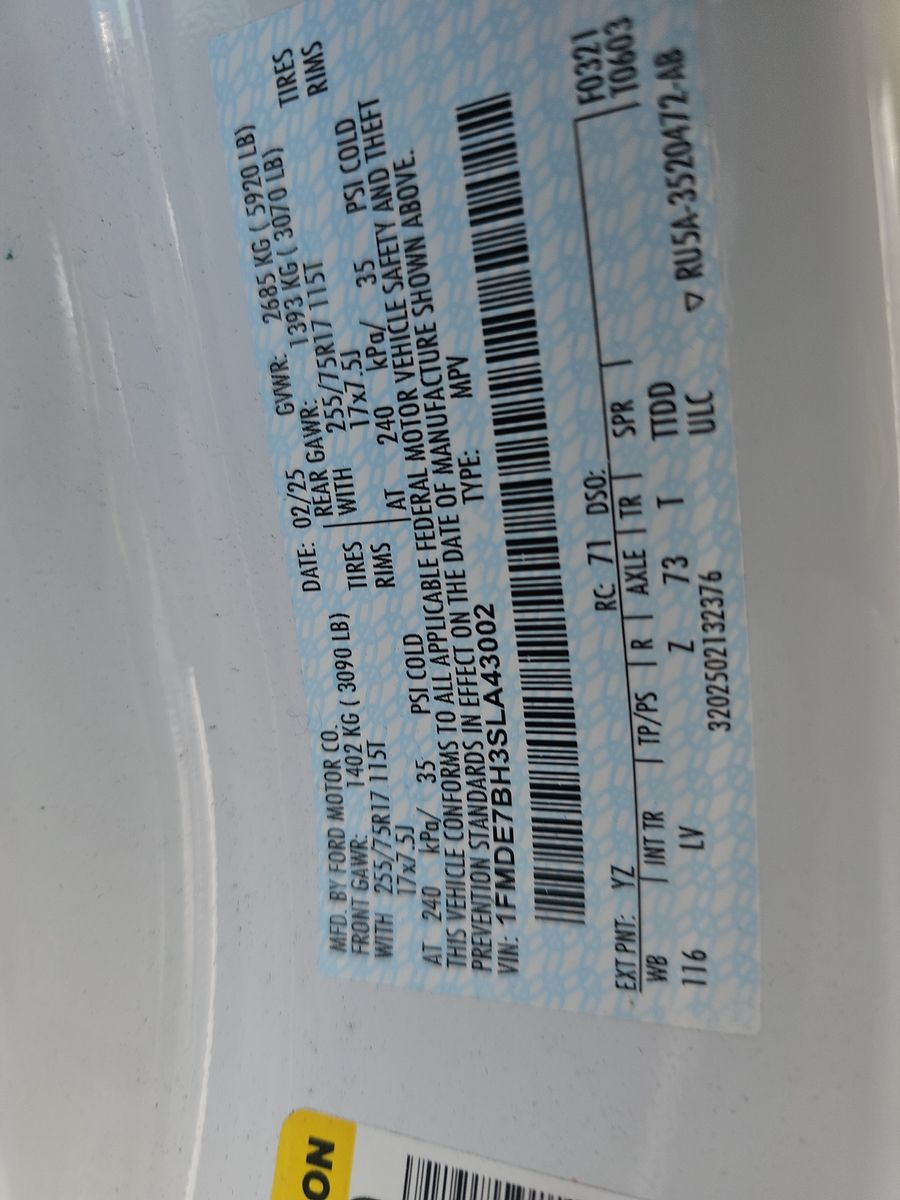 MFD. BY FORD MOTOR CO. DATE: 02/25 GVWR: 2685 KG ( 5920 LB)
FRONT GAWR: 1402 KG ( 3090 LB) REAR GAWR: 1393 KG ( 3070 LB)
WITH 255/75R17 115T TIRES WITH 255/75R17 115T TIRES
17x7.5J RIMS 17x7.5J RIMS
AT 240 kPa/ 35 PSI COLD AT 240 kPa/ 35 PSI COLD
THIS VEHICLE CONFORMS TO ALL APPLICABLE FEDERAL MOTOR VEHICLE SAFETY AND THEFT
PREVENTION STANDARDS IN EFFECT ON THE DATE OF MANUFACTURE SHOWN ABOVE.
VIN: 1FMDE7BH3SLA43002 TYPE: MPV
EXT PNT: YZ RC: 71 DSO: F0321
WB INT TR TP/PS R AXLE TR SPR T0603
116 LV Z 73 T TTDD
3202502132376 ULC ▽ RU5A-3520472-AB
ON